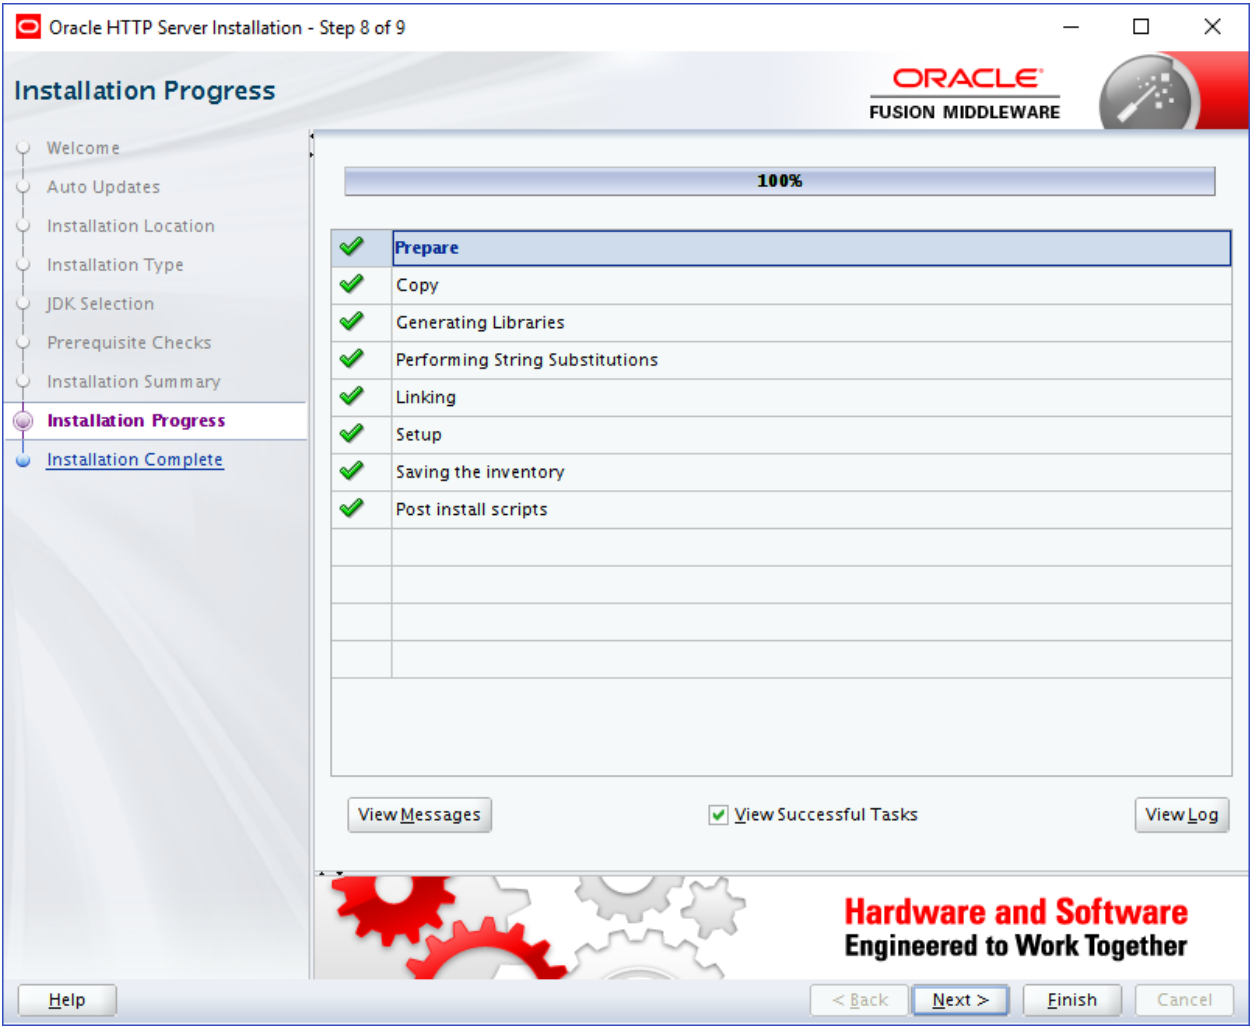 Oracle HTTP Server Installation - Step 8 of 9
Installation Progress
ORACLE
FUSION MIDDLEWARE
Welcome
Auto Updates
Installation Location
Installation Type
JDK Selection
Prerequisite Checks
Installation Summary
Installation Progress
Installation Complete
100%
Prepare
Copy
Generating Libraries
Performing String Substitutions
Linking
Setup
Saving the inventory
Post install scripts
View Messages
View Successful Tasks
View Log
Hardware and Software
Engineered to Work Together
Help
< Back
Next >
Finish
Cancel